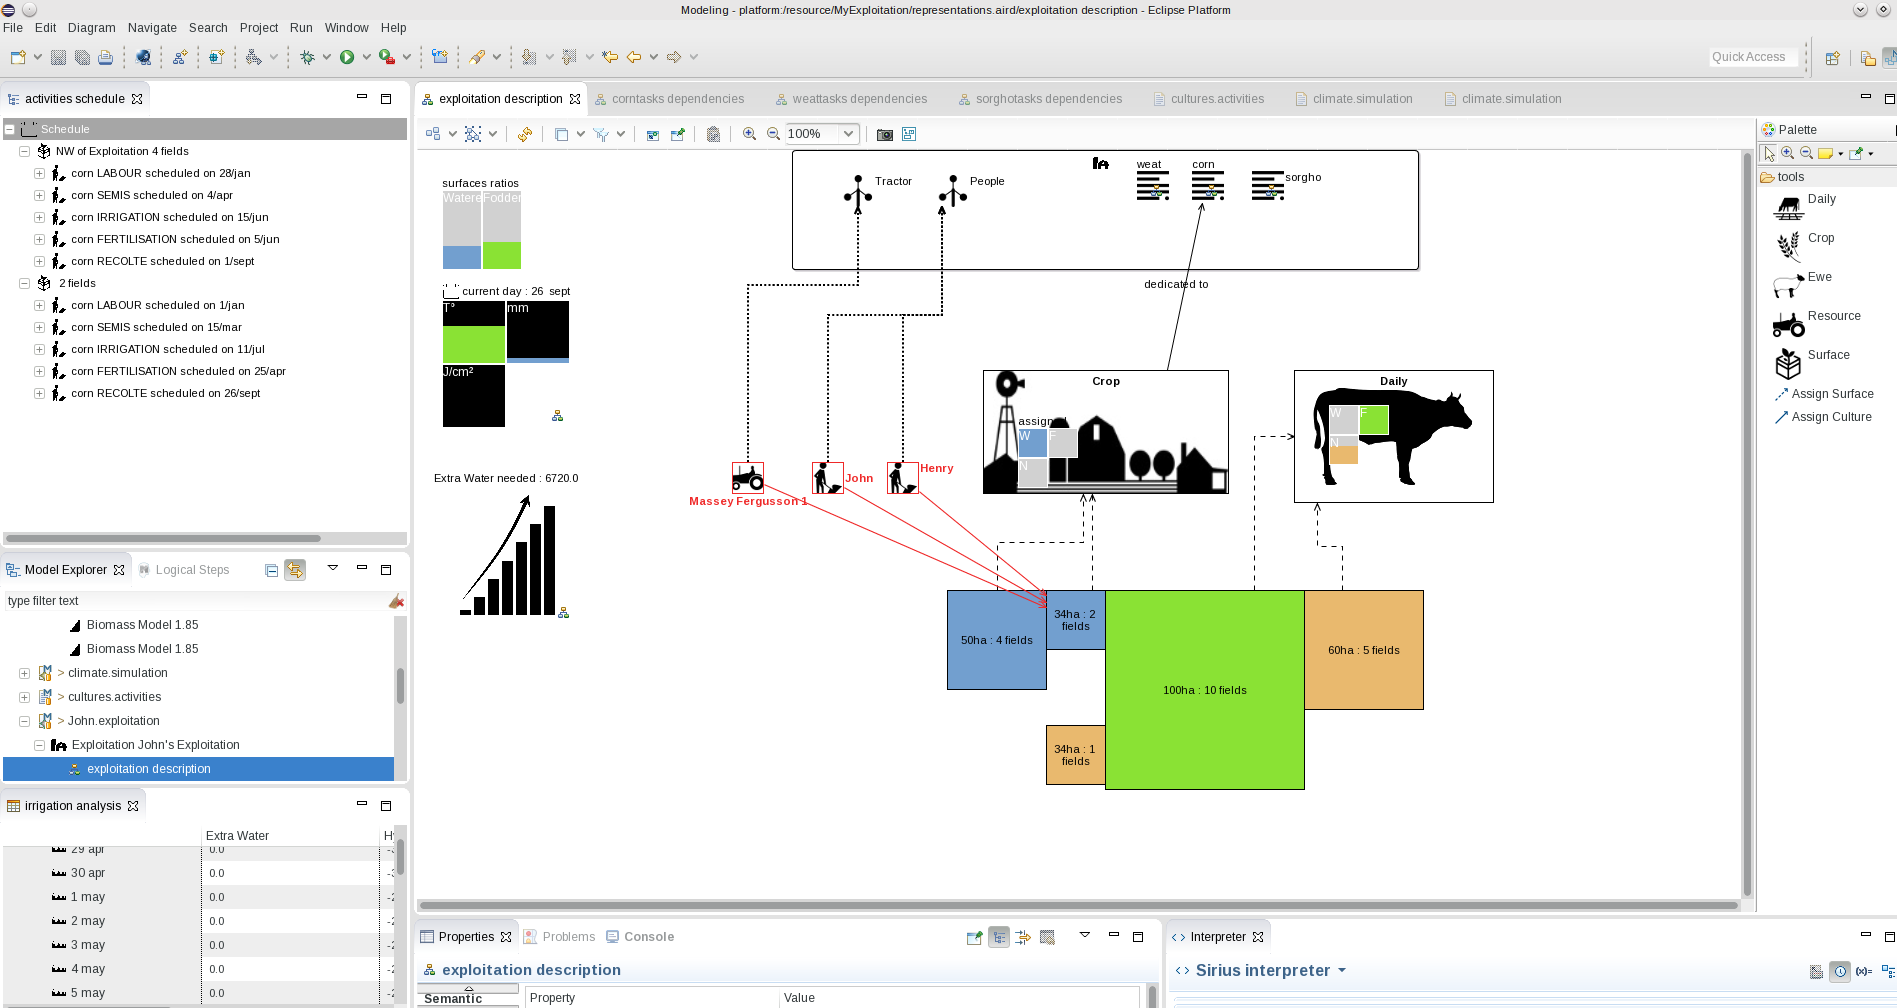 Modeling - platform:/resource/MyExploitation/representations.aird/exploitation description - Eclipse Platform
File Edit Diagram Navigate Search Project Run Window Help
Quick Access
activities schedule
Schedule
NW of Exploitation 4 fields
corn LABOUR scheduled on 28/jan
corn SEMIS scheduled on 4/apr
corn IRRIGATION scheduled on 15/jun
corn FERTILISATION scheduled on 5/jun
corn RECOLTE scheduled on 1/sept
2 fields
corn LABOUR scheduled on 1/jan
corn SEMIS scheduled on 15/mar
corn IRRIGATION scheduled on 11/jul
corn FERTILISATION scheduled on 25/apr
corn RECOLTE scheduled on 26/sept
Model Explorer Logical Steps
type filter text
Biomass Model 1.85
Biomass Model 1.85
> climate.simulation
> cultures.activities
> John.exploitation
Exploitation John's Exploitation
exploitation description
irrigation analysis
Extra Water
29 apr 0.0
30 apr 0.0
1 may 0.0
2 may 0.0
3 may 0.0
4 may 0.0
5 may 0.0
exploitation description corntasks dependencies weattasks dependencies sorghotasks dependencies cultures.activities climate.simulation climate.simulation
100%
surfaces ratios
Watere Fodder
current day : 26 sept
T° mm
J/cm²
Extra Water needed : 6720.0
Tractor People
weat corn sorgho
dedicated to
Massey Fergusson 1
John
Henry
Crop
assigned
W F
N
Daily
W F
N
50ha : 4 fields
34ha : 2
fields
100ha : 10 fields
60ha : 5 fields
34ha : 1
fields
Palette
tools
Daily
Crop
Ewe
Resource
Surface
Assign Surface
Assign Culture
Properties Problems Console
exploitation description
Semantic
Property Value
Interpreter
Sirius interpreter